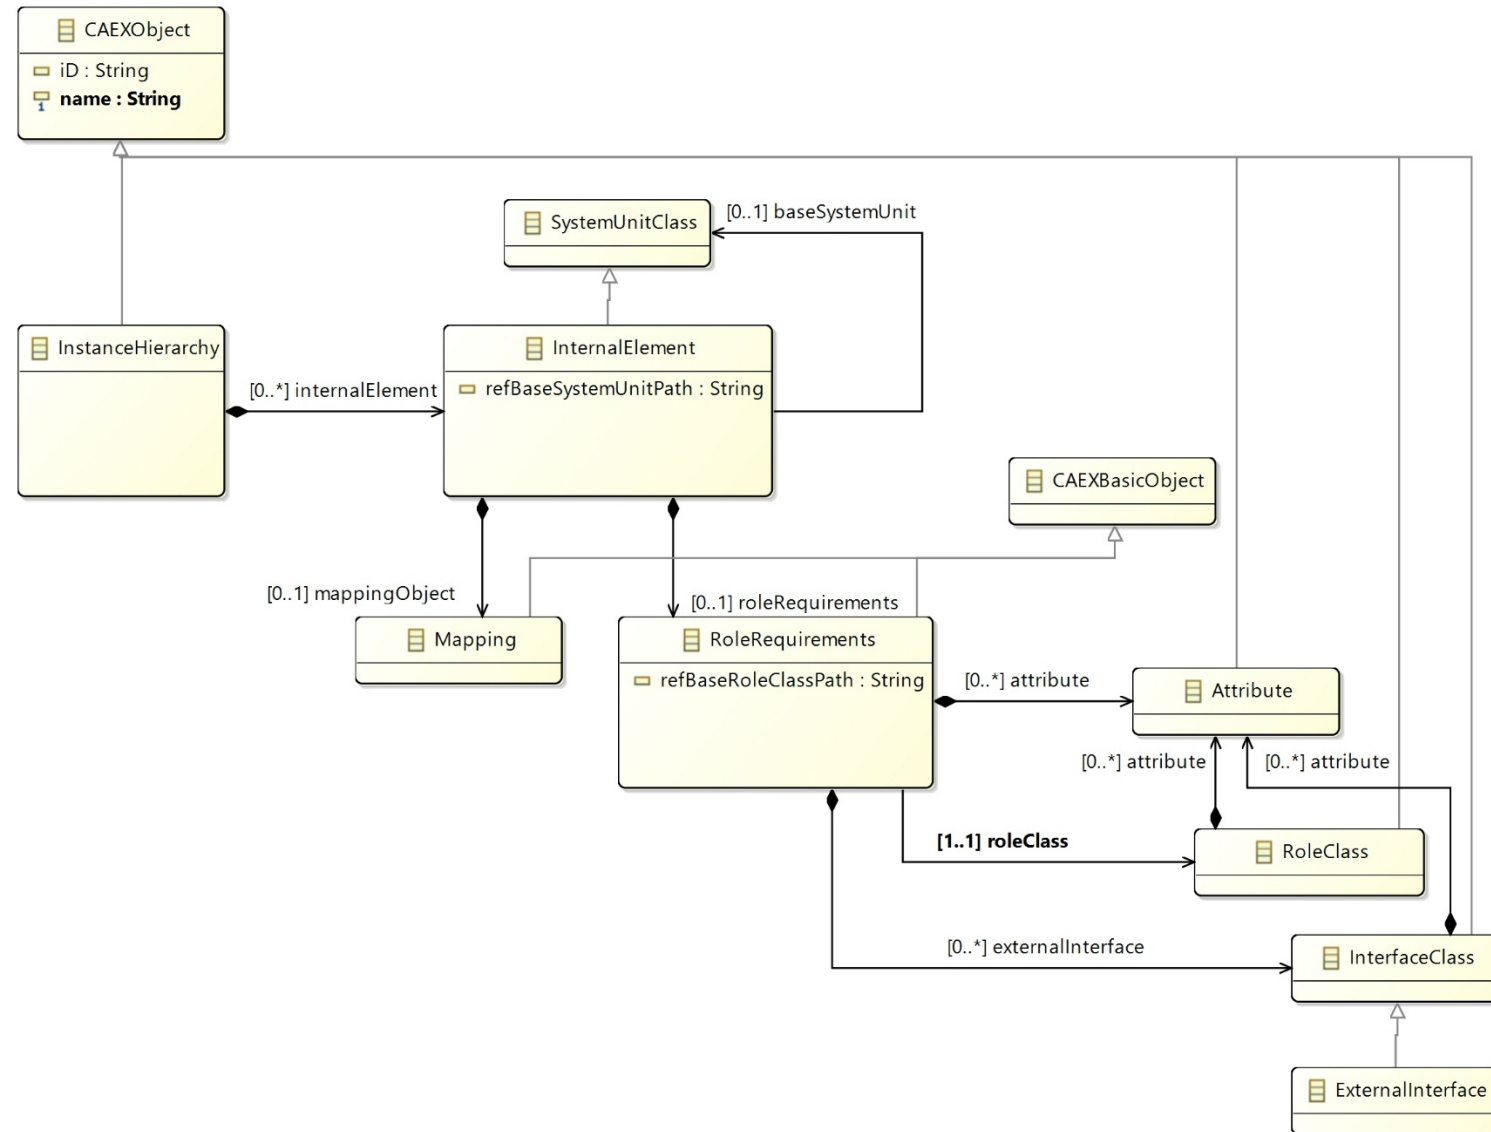 CAEXObject
iD : String
1 name : String
SystemUnitClass
[0..1] baseSystemUnit
InstanceHierarchy
[0..*] internalElement
InternalElement
refBaseSystemUnitPath : String
CAEXBasicObject
[0..1] mappingObject
[0..1] roleRequirements
Mapping
RoleRequirements
refBaseRoleClassPath : String
[0..*] attribute
Attribute
[0..*] attribute
[0..*] attribute
[1..1] roleClass
RoleClass
[0..*] externalInterface
InterfaceClass
ExternalInterface